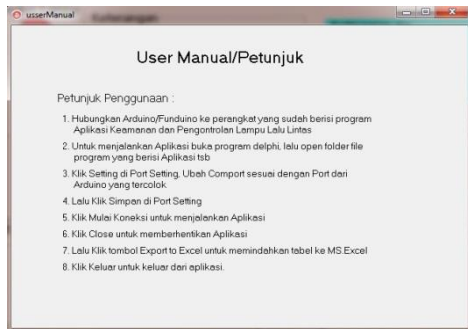 usserManual
Keterangan
User Manual/Petunjuk
Petunjuk Penggunaan :
1. Hubungkan Arduino/Funduino ke perangkat yang sudah berisi program
Aplikasi Keamanan dan Pengontrolan Lampu Lalu Lintas
2. Untuk menjalankan Aplikasi buka program delphi, lalu open folder file
program yang berisi Aplikasi tsb
3. Klik Setting di Port Setting, Ubah Comport sesuai dengan Port dari
Arduino yang tercolok
4. Lalu Klik Simpan di Port Setting
5. Klik Mulai Koneksi untuk menjalankan Aplikasi
6. Klik Close untuk memberhentikan Aplikasi
7. Lalu Klik tombol Export to Excel untuk memindahkan tabel ke MS.Excel
8. Klik Keluar untuk keluar dari aplikasi.